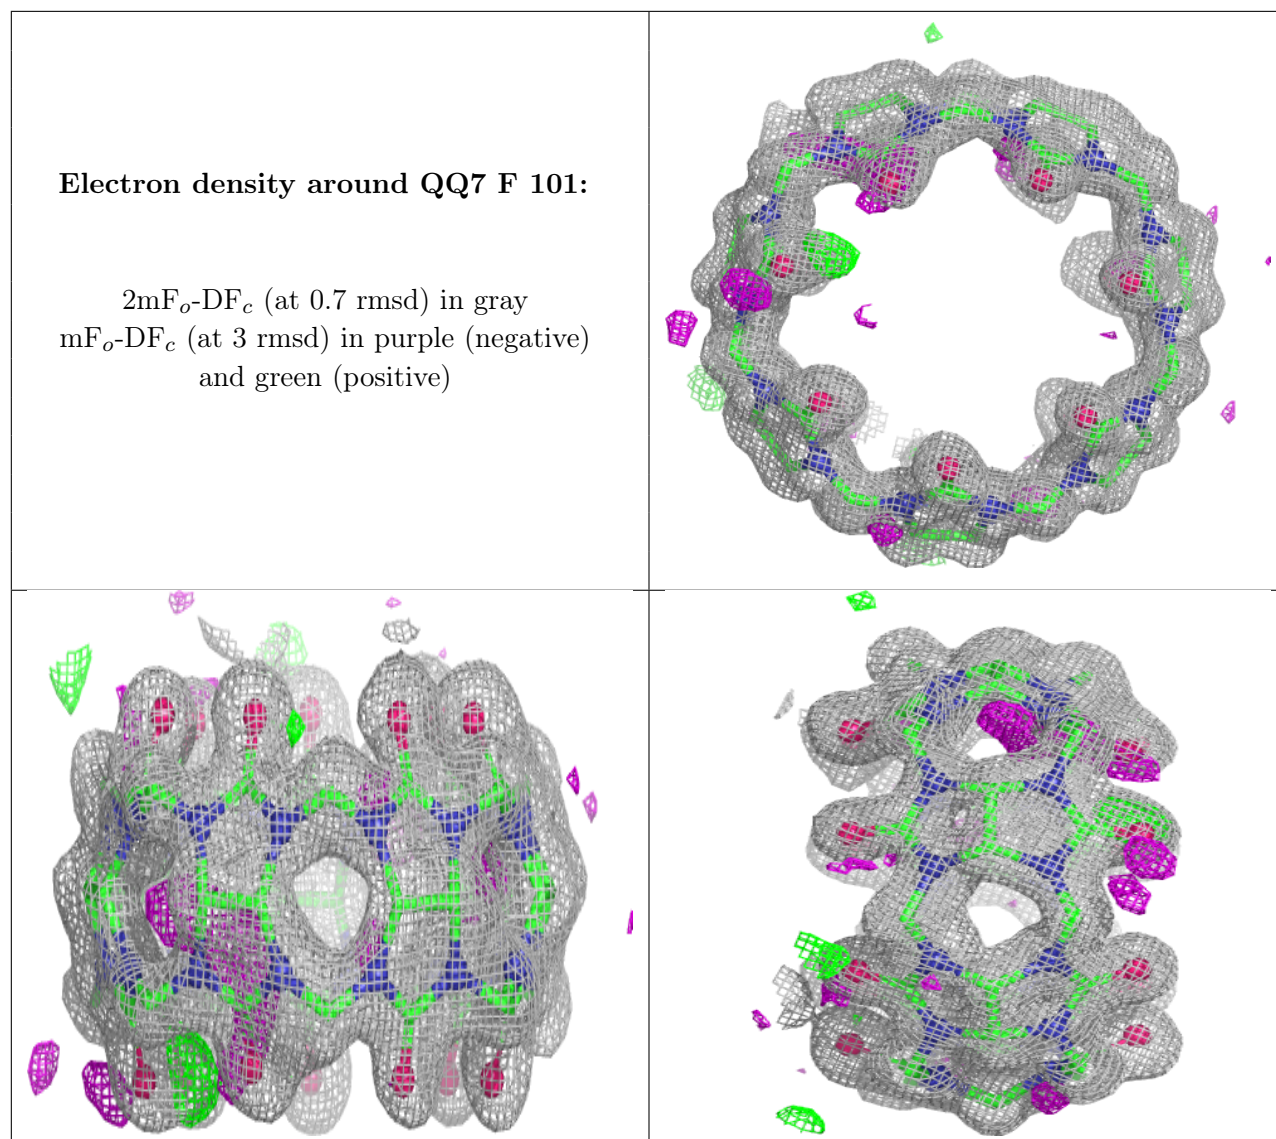 Electron density around QQ7 F 101:
2mFₒ-DF𝒸 (at 0.7 rmsd) in gray
mFₒ-DF𝒸 (at 3 rmsd) in purple (negative)
and green (positive)